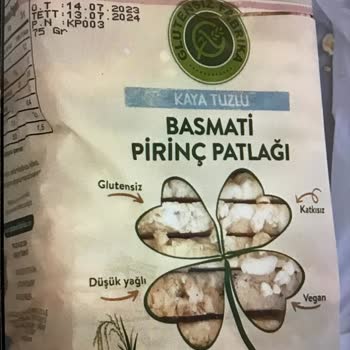 Ü.T :14.07.2023
TETT:13.07.2024
P.N :KP003
75 Gr
GLUTENSİZ FABRİKA
KAYA TUZLU
BASMATİ
PİRİNÇ PATLAĞI
Glutensiz
Katkısız
Düşük yağlı
Vegan